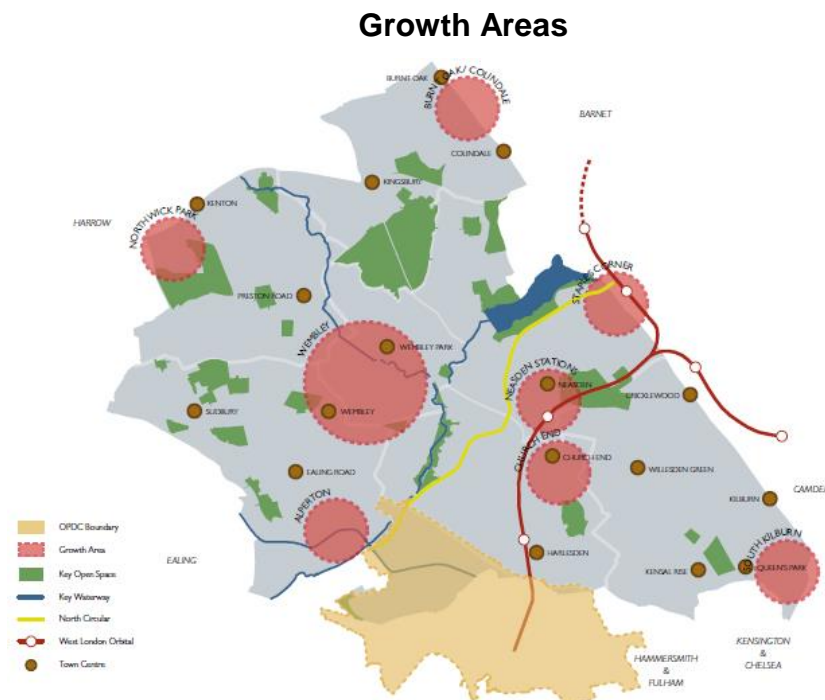 Growth Areas
BURNT OAK
BURNT OAK/ COLINDALE
BARNET
COLINDALE
KINGSBURY
KENTON
HARROW
NORTHWICK PARK
STAPLES CORNER
PRESTON ROAD
WEMBLEY
WEMBLEY PARK
NEASDEN STATIONS
NEASDEN
CRICKLEWOOD
SUDBURY
WEMBLEY
CHURCH END
CHURCH END
WILLESDEN GREEN
EALING ROAD
CAMDEN
KILBURN
ALPERTON
SOUTH KILBURN
HARLESDEN
EALING
KENSAL RISE
QUEEN'S PARK
OPDC Boundary
Growth Area
Key Open Space
Key Waterway
North Circular
West London Orbital
Town Centre
KENSINGTON
&
CHELSEA
HAMMERSMITH
&
FULHAM